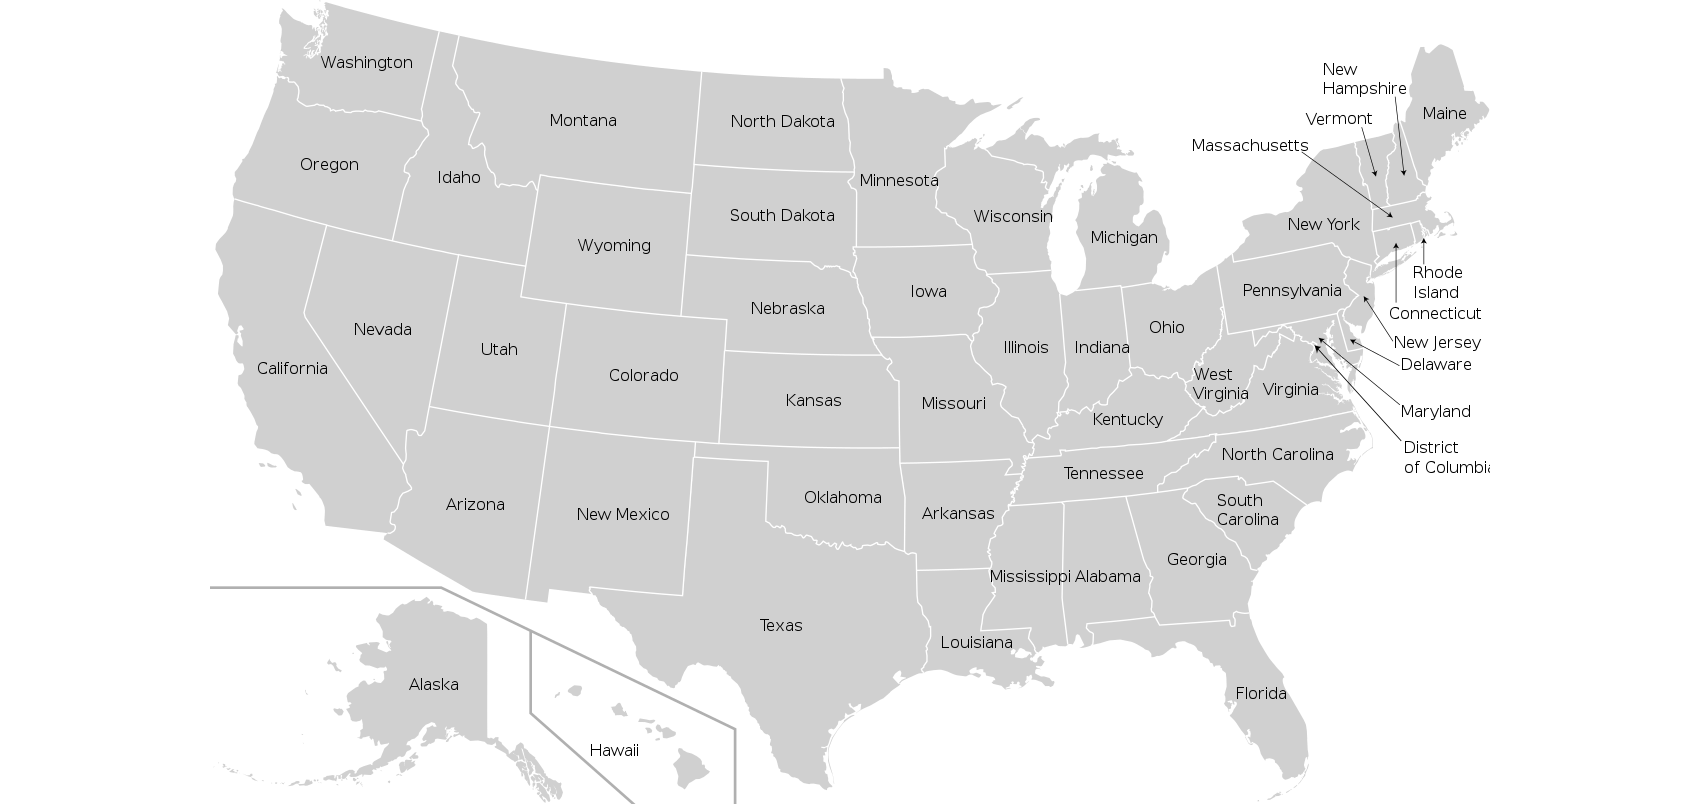 Washington
Montana
North Dakota
Minnesota
New
Hampshire
Maine
Vermont
Massachusetts
Oregon
Idaho
South Dakota
Wisconsin
Michigan
New York
Wyoming
Rhode
Island
Connecticut
Nebraska
Iowa
Pennsylvania
Ohio
New Jersey
Delaware
Nevada
Utah
Colorado
Illinois
Indiana
California
West
Virginia
Virginia
Maryland
Kansas
Missouri
Kentucky
District
of Columbia
North Carolina
Tennessee
Arizona
New Mexico
Oklahoma
Arkansas
South
Carolina
Mississippi
Alabama
Georgia
Texas
Louisiana
Florida
Alaska
Hawaii